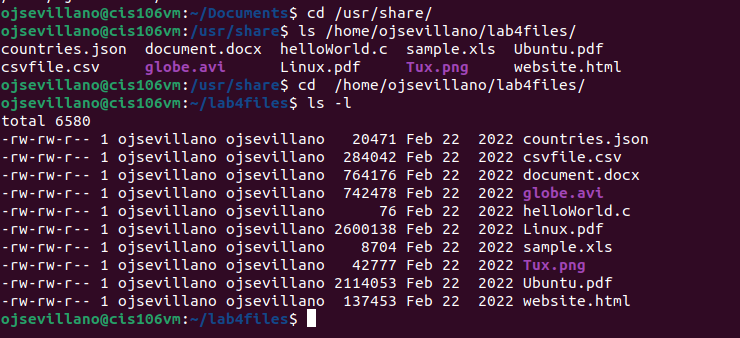 ojsevillano@cis106vm:~/Documents$ cd /usr/share/
ojsevillano@cis106vm:/usr/share$ ls /home/ojsevillano/lab4files/
countries.json  document.docx  helloWorld.c  sample.xls  Ubuntu.pdf
csvfile.csv     globe.avi      Linux.pdf     Tux.png     website.html
ojsevillano@cis106vm:/usr/share$ cd  /home/ojsevillano/lab4files/
ojsevillano@cis106vm:~/lab4files$ ls -l
total 6580
-rw-rw-r-- 1 ojsevillano ojsevillano   20471 Feb 22  2022 countries.json
-rw-rw-r-- 1 ojsevillano ojsevillano  284042 Feb 22  2022 csvfile.csv
-rw-rw-r-- 1 ojsevillano ojsevillano  764176 Feb 22  2022 document.docx
-rw-rw-r-- 1 ojsevillano ojsevillano  742478 Feb 22  2022 globe.avi
-rw-rw-r-- 1 ojsevillano ojsevillano      76 Feb 22  2022 helloWorld.c
-rw-rw-r-- 1 ojsevillano ojsevillano 2600138 Feb 22  2022 Linux.pdf
-rw-rw-r-- 1 ojsevillano ojsevillano    8704 Feb 22  2022 sample.xls
-rw-rw-r-- 1 ojsevillano ojsevillano   42777 Feb 22  2022 Tux.png
-rw-rw-r-- 1 ojsevillano ojsevillano 2114053 Feb 22  2022 Ubuntu.pdf
-rw-rw-r-- 1 ojsevillano ojsevillano  137453 Feb 22  2022 website.html
ojsevillano@cis106vm:~/lab4files$